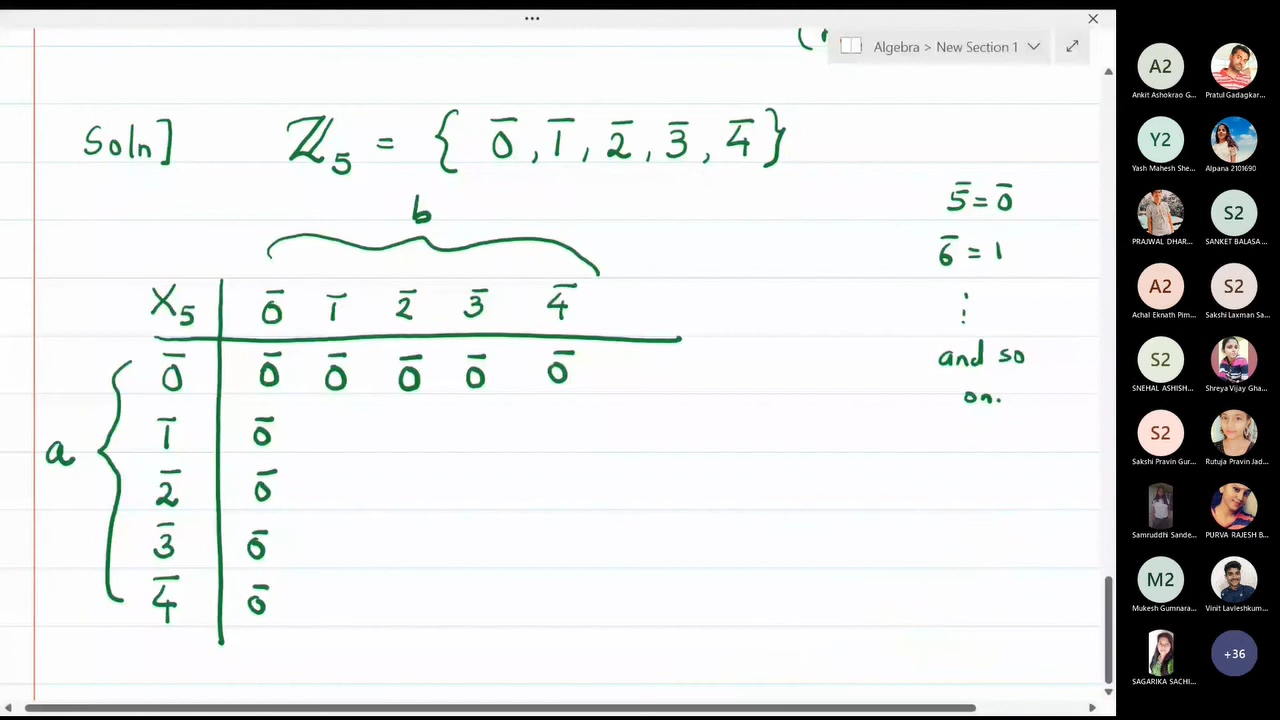 Algebra > New Section 1
Soln] ℤ₅ = { 0̄, 1̄, 2̄, 3̄, 4̄ }
5̄ = 0̄
b
6̄ = 1
⋮
X₅ 0̄ 1̄ 2̄ 3̄ 4̄
0̄ 0̄ 0̄ 0̄ 0̄ 0̄
and so
on.
a
1̄ 0̄
2̄ 0̄
3̄ 0̄
4̄ 0̄
A2
Ankit Ashokrao G...
Pratul Gadagkar...
Y2
Yash Mahesh She...
Alpana 2101690
PRAJWAL DHAR...
S2
SANKET BALASA...
A2
Achal Eknath Pim...
S2
Sakshi Laxman Sa...
S2
SNEHAL ASHISH...
Shreya Vijay Gha...
S2
Sakshi Pravin Gur...
Rutuja Pravin Jad...
Samruddhi Sande...
PURVA RAJESH B...
M2
Mukesh Gumnara...
Vinit Lavleshkum...
SAGARIKA SACHI...
+36